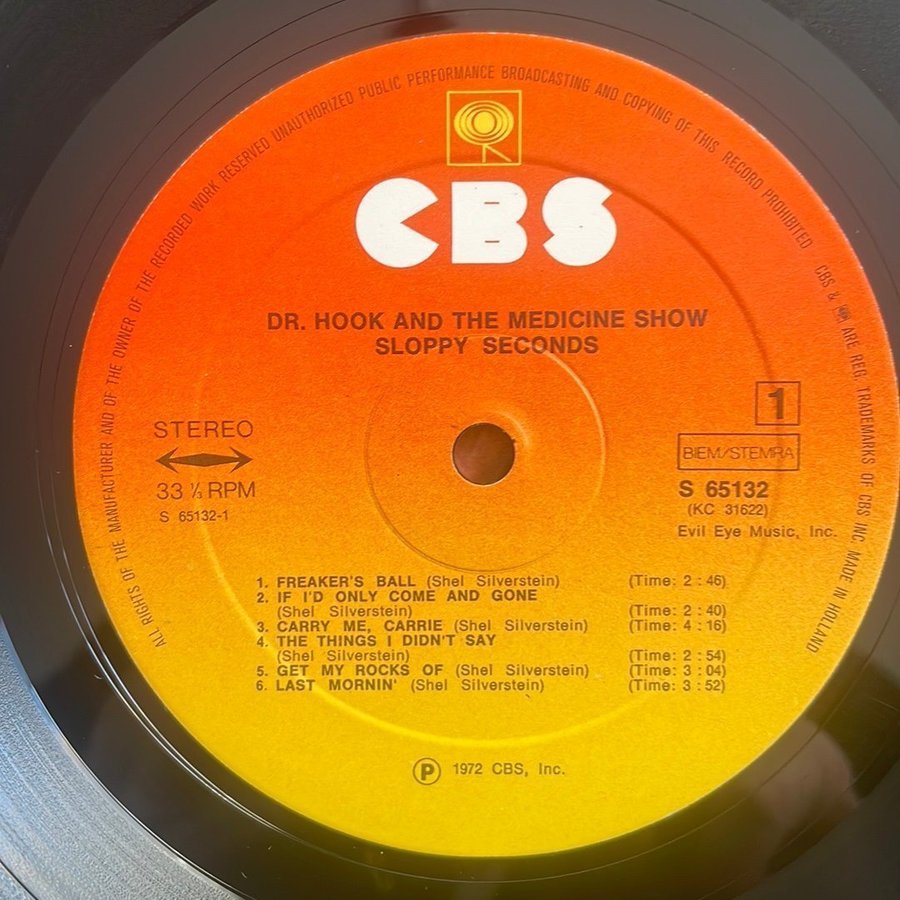 ALL RIGHTS OF THE MANUFACTURER AND OF THE OWNER OF THE RECORDED WORK RESERVED UNAUTHORIZED PUBLIC PERFORMANCE BROADCASTING AND COPYING OF THIS RECORD PROHIBITED
CBS & ARE REG. TRADEMARKS OF CBS INC. MADE IN HOLLAND
CBS
DR. HOOK AND THE MEDICINE SHOW
SLOPPY SECONDS
STEREO
33 ⅓ RPM
S 65132-1
1
BIEM/STEMRA
S 65132
(KC 31622)
Evil Eye Music, Inc.
1. FREAKER'S BALL (Shel Silverstein) (Time: 2 : 46)
2. IF I'D ONLY COME AND GONE
(Shel Silverstein) (Time: 2 : 40)
3. CARRY ME, CARRIE (Shel Silverstein) (Time: 4 : 16)
4. THE THINGS I DIDN'T SAY
(Shel Silverstein) (Time: 2 : 54)
5. GET MY ROCKS OF (Shel Silverstein) (Time: 3 : 04)
6. LAST MORNIN' (Shel Silverstein) (Time: 3 : 52)
Ⓟ 1972 CBS, Inc.